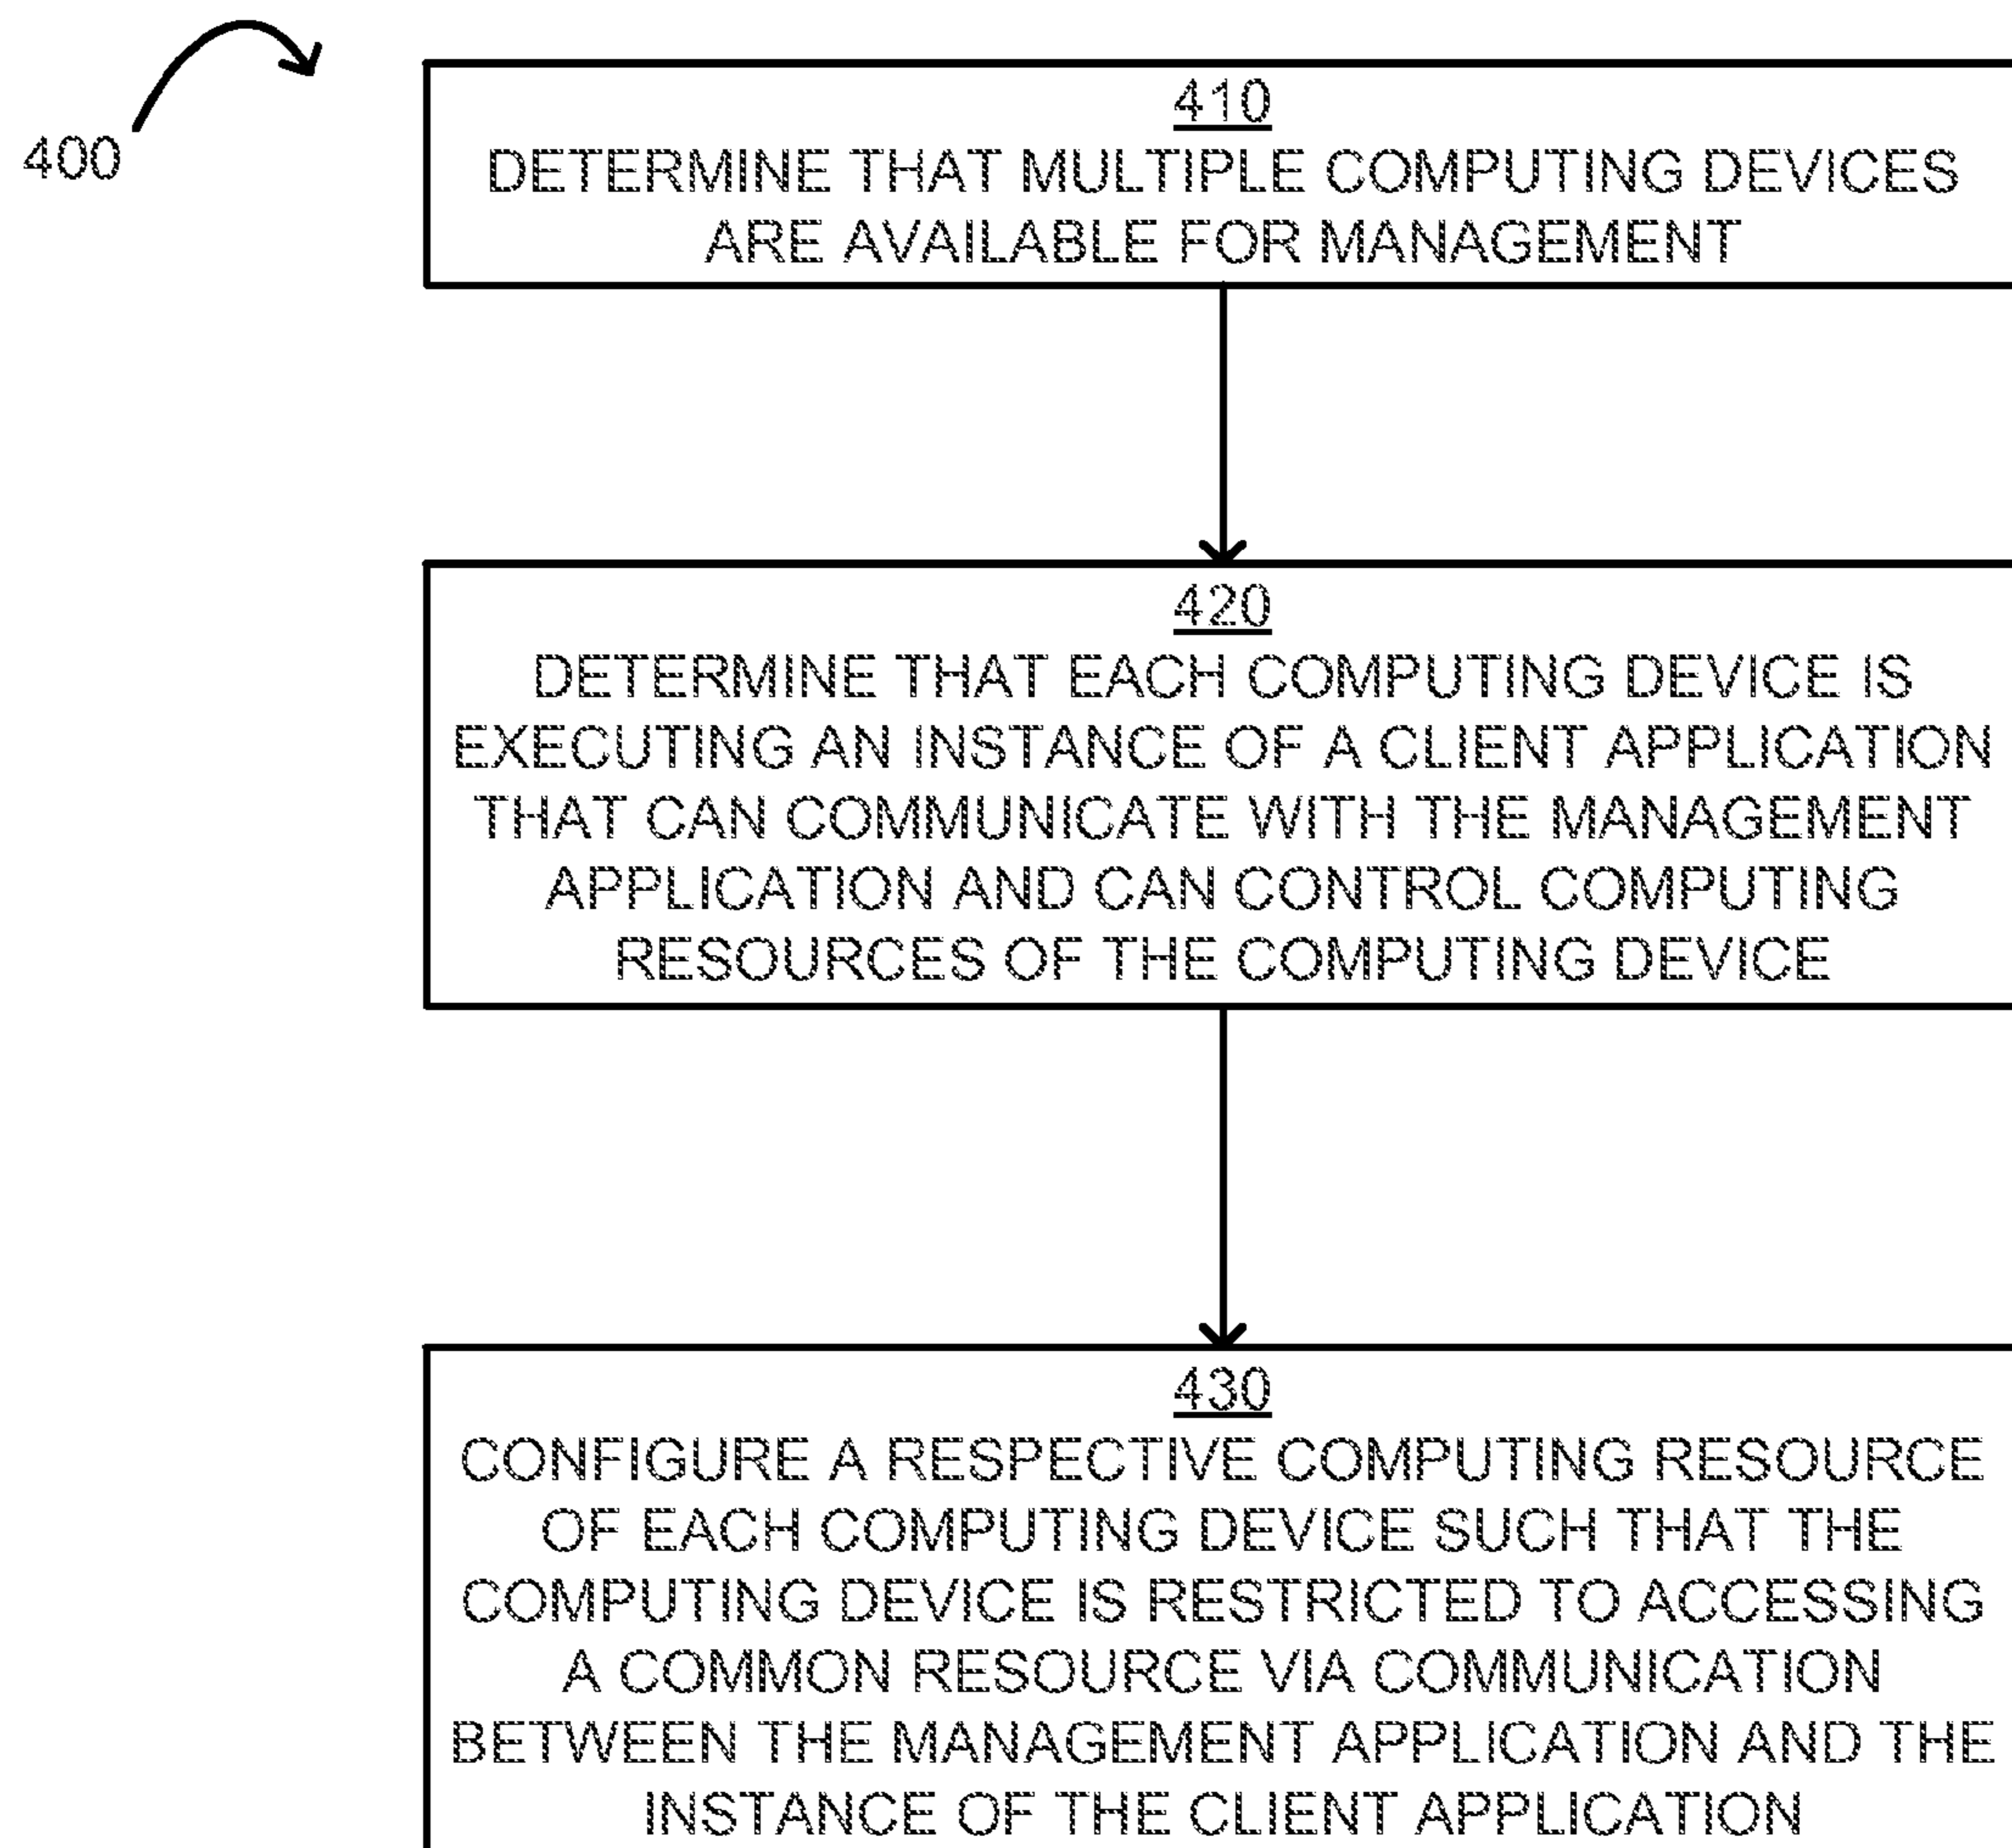 400
410
DETERMINE THAT MULTIPLE COMPUTING DEVICES
ARE AVAILABLE FOR MANAGEMENT
420
DETERMINE THAT EACH COMPUTING DEVICE IS
EXECUTING AN INSTANCE OF A CLIENT APPLICATION
THAT CAN COMMUNICATE WITH THE MANAGEMENT
APPLICATION AND CAN CONTROL COMPUTING
RESOURCES OF THE COMPUTING DEVICE
430
CONFIGURE A RESPECTIVE COMPUTING RESOURCE
OF EACH COMPUTING DEVICE SUCH THAT THE
COMPUTING DEVICE IS RESTRICTED TO ACCESSING
A COMMON RESOURCE VIA COMMUNICATION
BETWEEN THE MANAGEMENT APPLICATION AND THE
INSTANCE OF THE CLIENT APPLICATION